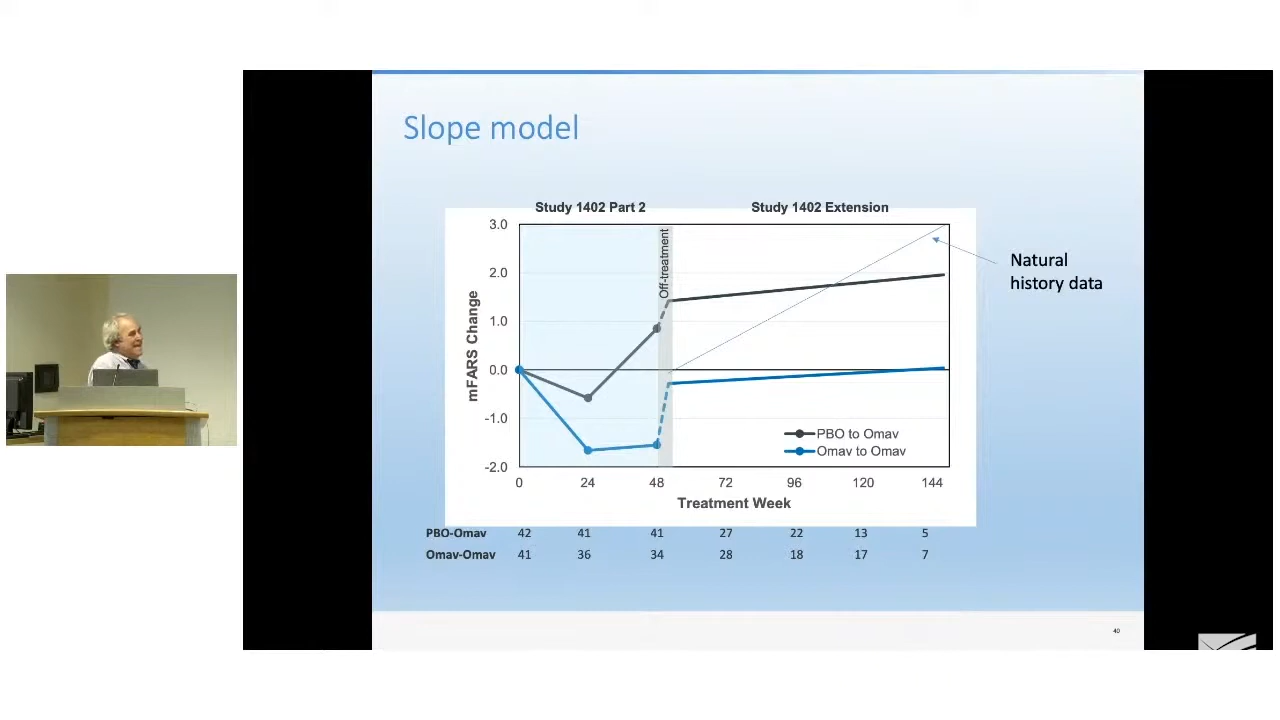 Slope model
Study 1402 Part 2
Study 1402 Extension
3.0
2.0
1.0
0.0
-1.0
-2.0
mFARS Change
Off-treatment
Natural
history data
PBO to Omav
Omav to Omav
0 24 48 72 96 120 144
Treatment Week
PBO-Omav 42 41 41 27 22 13 5
Omav-Omav 41 36 34 28 18 17 7
40